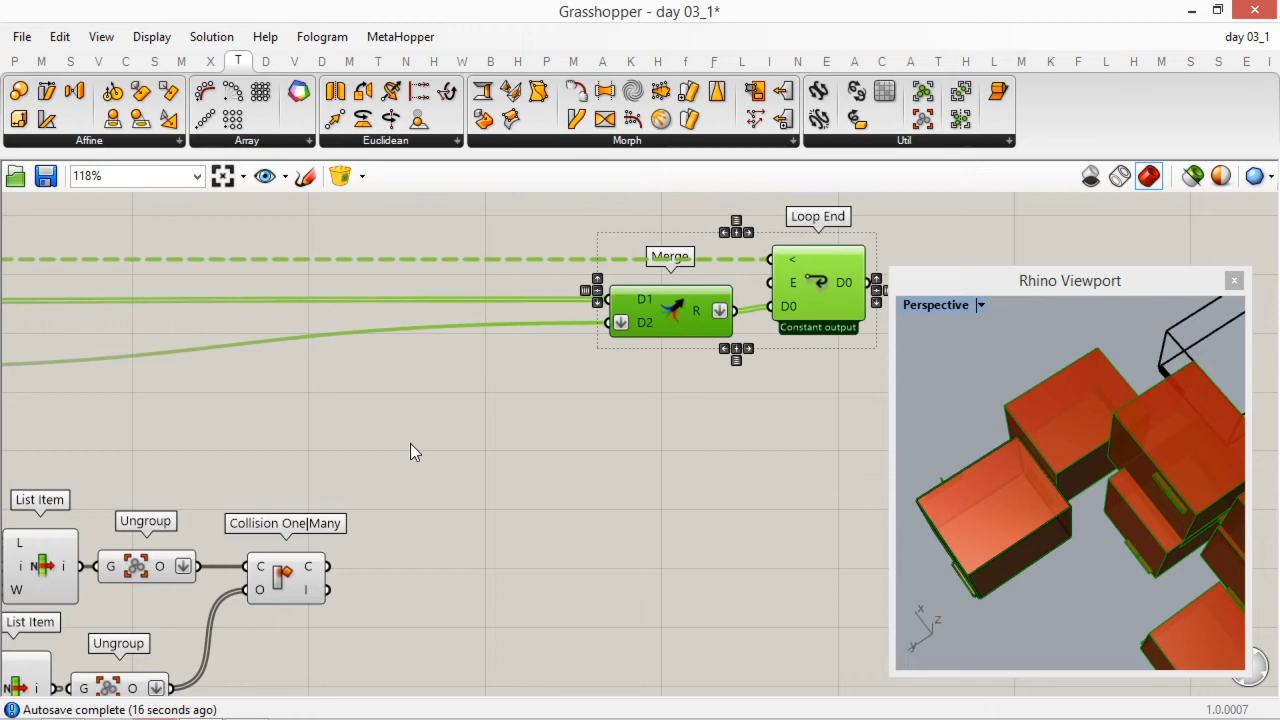 Grasshopper - day 03_1*
File Edit View Display Solution Help Fologram MetaHopper day 03_1
P M S V C M S X S T D V T M T K N H W V B H S P M F A K H M F F L I N E A C D H L V D H M P M S S E I
Affine Array Euclidean Morph Util
118%
Loop End
Merge
<
E D0
D0
Constant output
D1
R
D2
Rhino Viewport
x
Perspective
x
z
y
List Item
Ungroup
Collision One|Many
L
i N i
W
G O
C C
O I
List Item
Ungroup
N i
G O
Autosave complete (16 seconds ago)
1.0.0007